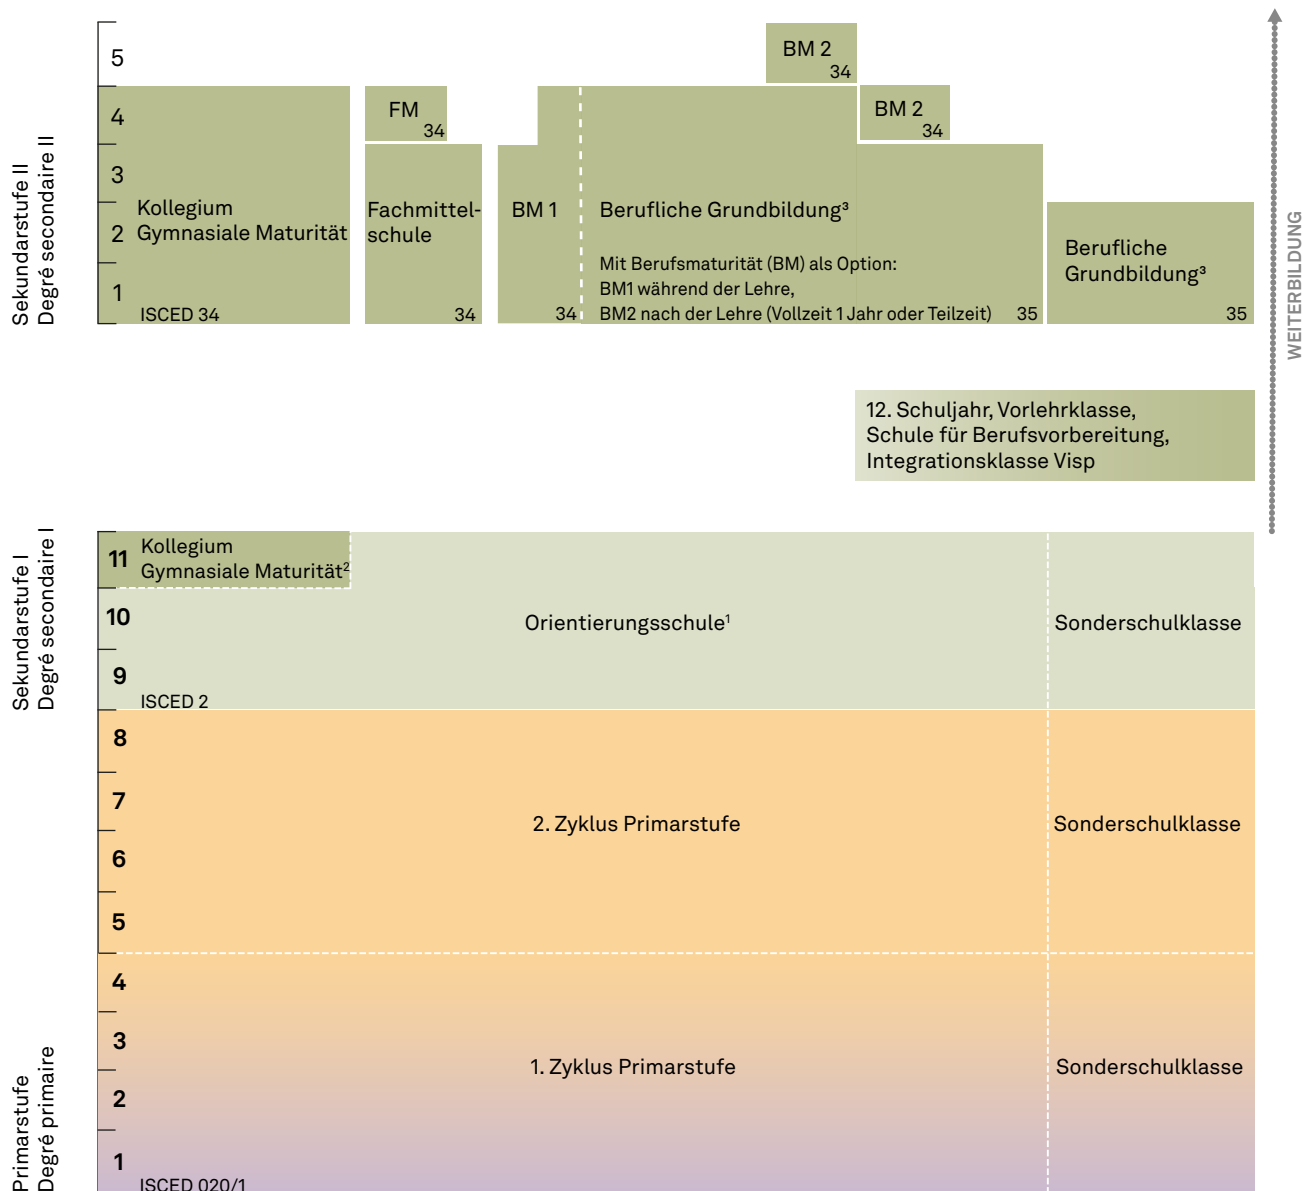 Sekundarstufe II
Degré secondaire II
5
4
3
2
1
BM 2
34
FM
34
BM 2
34
Kollegium
Gymnasiale Maturität
ISCED 34
Fachmittel-
schule
34
BM 1
34
Berufliche Grundbildung³
Mit Berufsmaturität (BM) als Option:
BM1 während der Lehre,
BM2 nach der Lehre (Vollzeit 1 Jahr oder Teilzeit)
35
Berufliche
Grundbildung³
35
WEITERBILDUNG
12. Schuljahr, Vorlehrklasse,
Schule für Berufsvorbereitung,
Integrationsklasse Visp
Sekundarstufe I
Degré secondaire I
11
10
9
Kollegium
Gymnasiale Maturität²
Orientierungsschule¹
Sonderschulklasse
ISCED 2
8
7
6
5
2. Zyklus Primarstufe
Sonderschulklasse
Primarstufe
Degré primaire
4
3
2
1
1. Zyklus Primarstufe
Sonderschulklasse
ISCED 020/1